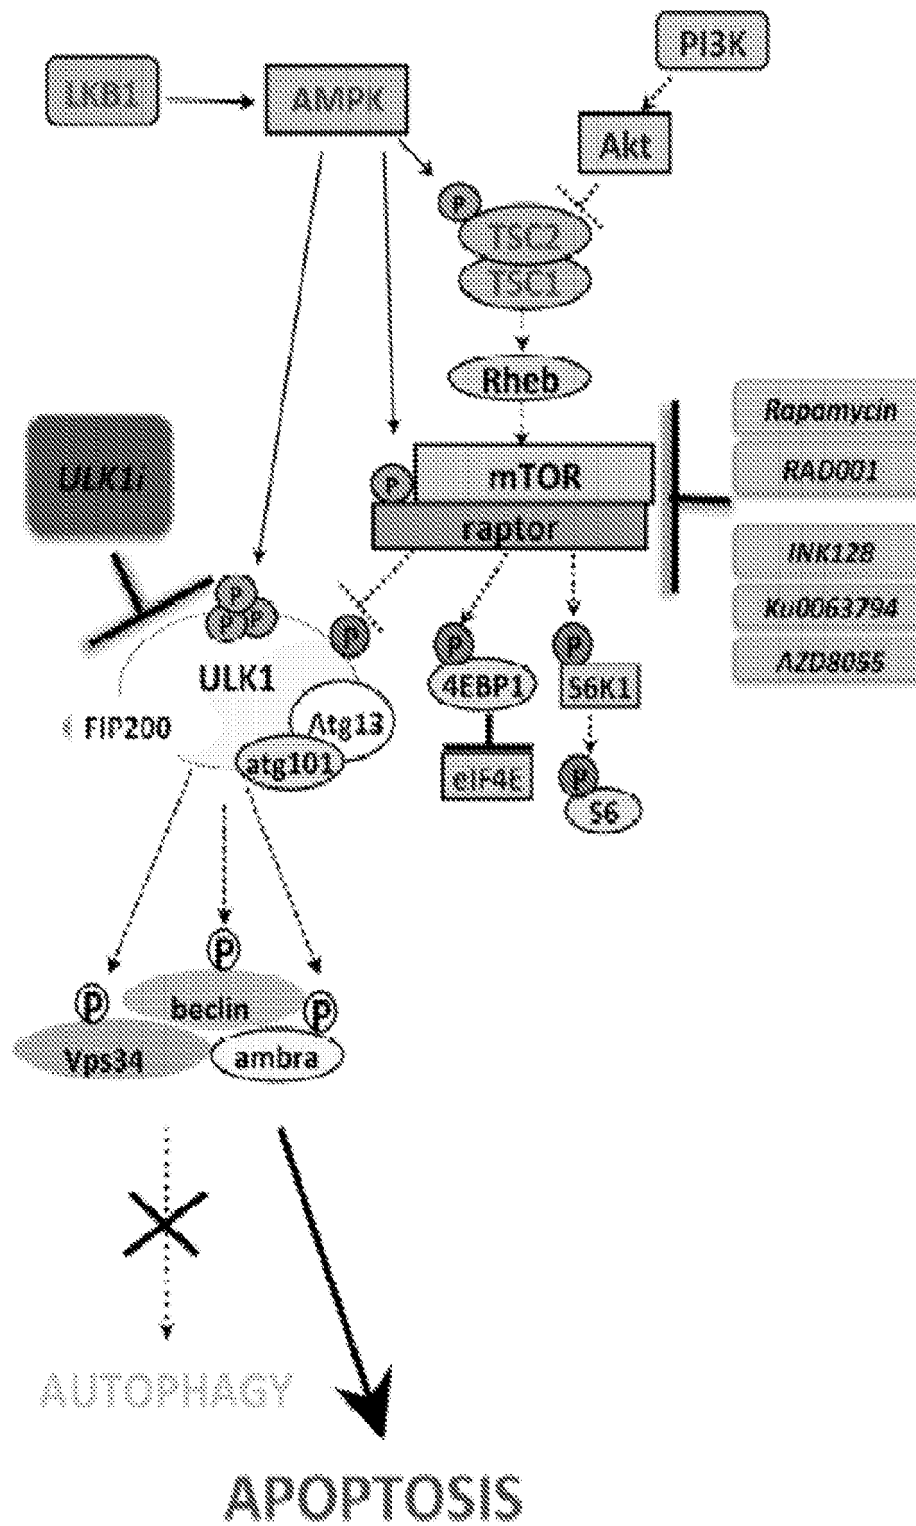 PI3K
LKB1
AMPK
Akt
P
TSC2
TSC1
Rheb
Rapamycin
mTOR
RAD001
ULK1i
P
raptor
INK128
P
P P
P
P
P
Ku0063794
ULK1
4EBP1
S6K1
AZD8055
FIP200
Atg13
atg101
eIF4E
P
S6
P
P
P
beclin
Vps34
ambra
AUTOPHAGY
APOPTOSIS